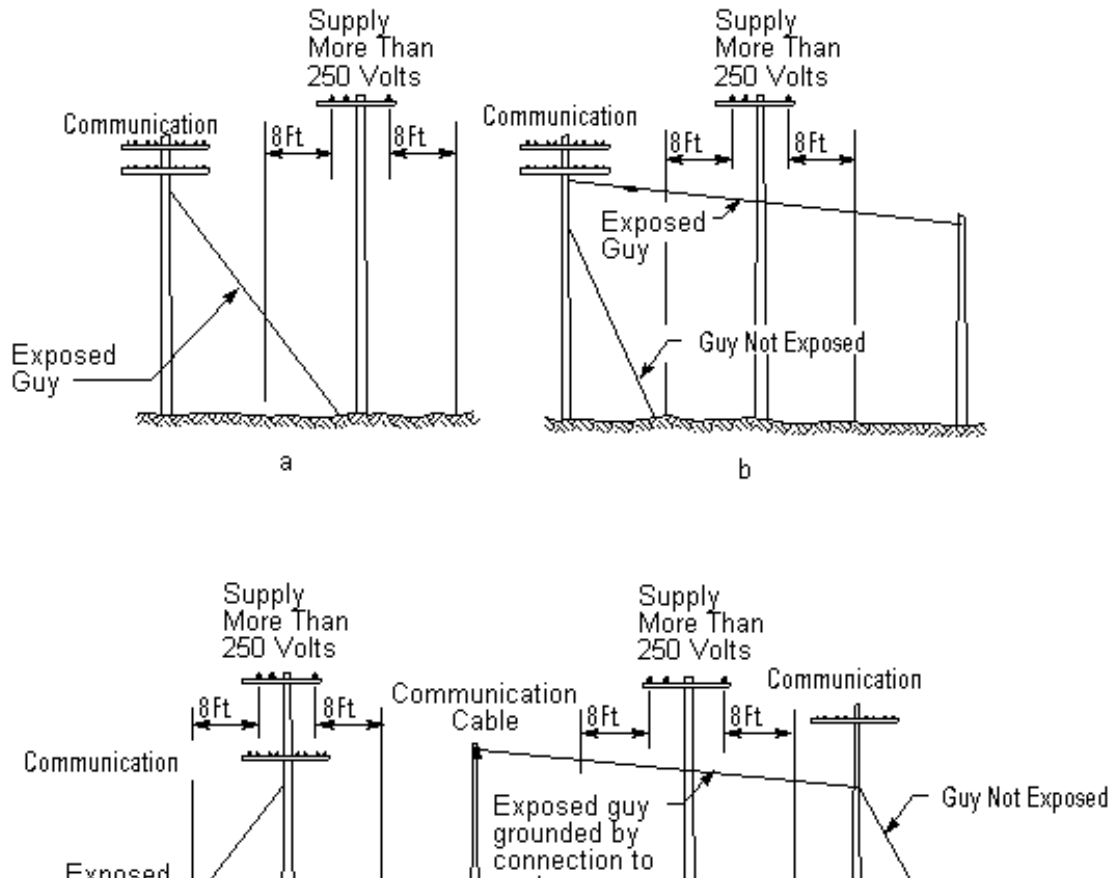 Supply
More Than
250 Volts
Communication
8 Ft.
8 Ft.
Exposed
Guy
a
Supply
More Than
250 Volts
Communication
8 Ft.
8 Ft.
Exposed
Guy
Guy Not Exposed
b
Supply
More Than
250 Volts
8 Ft.
8 Ft.
Communication
Exposed
Supply
More Than
250 Volts
Communication
Cable
8 Ft.
8 Ft.
Communication
Exposed guy
grounded by
connection to
Guy Not Exposed